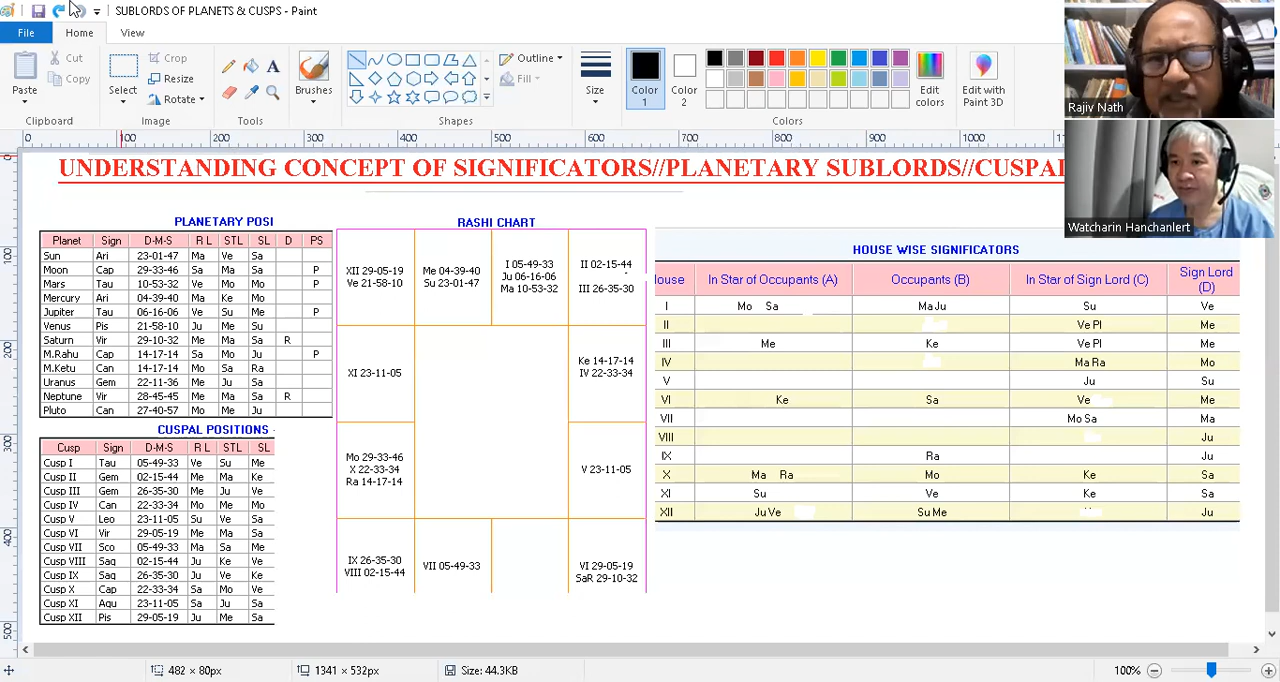 SUBLORDS OF PLANETS & CUSPS - Paint
File Home View
Paste Cut Copy
Clipboard
Select Crop Resize Rotate
Image
Tools
Brushes
Outline Fill
Shapes
Size
Color 1
Color 2
Colors
Edit colors
Edit with Paint 3D
Rajiv Nath
Watcharin Hanchanlert
0 100 200 300 400 500 600 700 800 900 1000
UNDERSTANDING CONCEPT OF SIGNIFICATORS//PLANETARY SUBLORDS//CUSPAL
PLANETARY POSI
Planet Sign D-M-S R L STL SL D PS
Sun Ari 23-01-47 Ma Ve Sa
Moon Cap 29-33-46 Sa Ma Sa P
Mars Tau 10-53-32 Ve Mo Ma P
Mercury Ari 04-39-40 Ma Ke Mo
Jupiter Tau 06-16-06 Ve Su Me P
Venus Pis 21-58-10 Ju Me Su
Saturn Vir 29-10-32 Me Ma Sa R
M.Rahu Cap 14-17-14 Sa Mo Ju P
M.Ketu Can 14-17-14 Mo Sa Ra
Uranus Gem 22-11-36 Me Ju Sa
Neptune Vir 28-45-45 Me Ma Sa R
Pluto Can 27-40-57 Mo Me Ju
CUSPAL POSITIONS -
Cusp Sign D-M-S R L STL SL
Cusp I Tau 05-49-33 Ve Su Me
Cusp II Gem 02-15-44 Me Ma Ke
Cusp III Gem 26-35-30 Me Ju Ve
Cusp IV Can 22-33-34 Mo Me Mo
Cusp V Leo 23-11-05 Su Ve Sa
Cusp VI Vir 29-05-19 Me Ma Sa
Cusp VII Sco 05-49-33 Ma Sa Me
Cusp VIII Sag 02-15-44 Ju Ke Ve
Cusp IX Sag 26-35-30 Ju Ve Ke
Cusp X Cap 22-33-34 Sa Mo Ve
Cusp XI Aqu 23-11-05 Sa Ju Sa
Cusp XII Pis 29-05-19 Ju Me Sa
RASHI CHART
XII 29-05-19
Ve 21-58-10
Me 04-39-40
Su 23-01-47
I 05-49-33
Ju 06-16-06
Ma 10-53-32
II 02-15-44
III 26-35-30
XI 23-11-05
Ke 14-17-14
IV 22-33-34
Mo 29-33-46
X 22-33-34
Ra 14-17-14
V 23-11-05
IX 26-35-30
VIII 02-15-44
VII 05-49-33
VI 29-05-19
SaR 29-10-32
HOUSE WISE SIGNIFICATORS
ouse In Star of Occupants (A) Occupants (B) In Star of Sign Lord (C) Sign Lord (D)
I Mo Sa Ma Ju Su Ve
II Ve Pl Me
III Me Ke Ve Pl Me
IV Ma Ra Mo
V Ju Su
VI Ke Sa Ve Me
VII Mo Sa Ma
VIII Ju
IX Ra Ju
X Ma Ra Mo Ke Sa
XI Su Ve Ke Sa
XII Ju Ve Su Me Ju
100 200 300 400 500
482 × 80px
1341 × 532px
Size: 44.3KB
100%